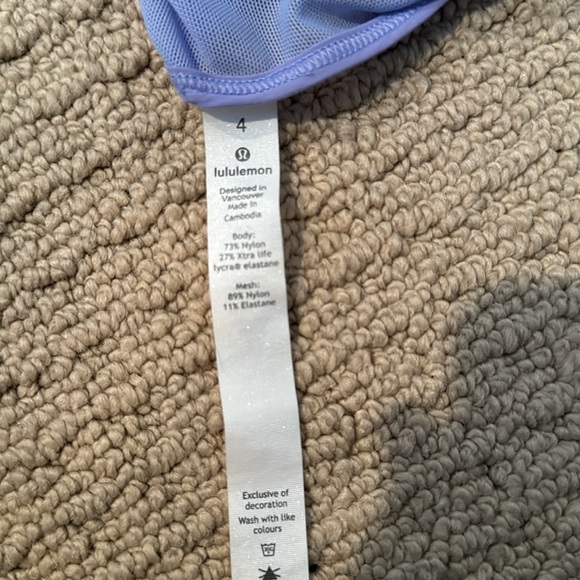 4
lululemon
Designed in
Vancouver
Made in
Cambodia
Body:
73% Nylon
27% Xtra life
lycra® elastane
Mesh:
89% Nylon
11% Elastane
Exclusive of
decoration
Wash with like
colours